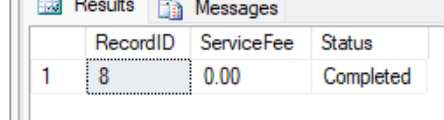 Results Messages
RecordID ServiceFee Status
1 8 0.00 Completed